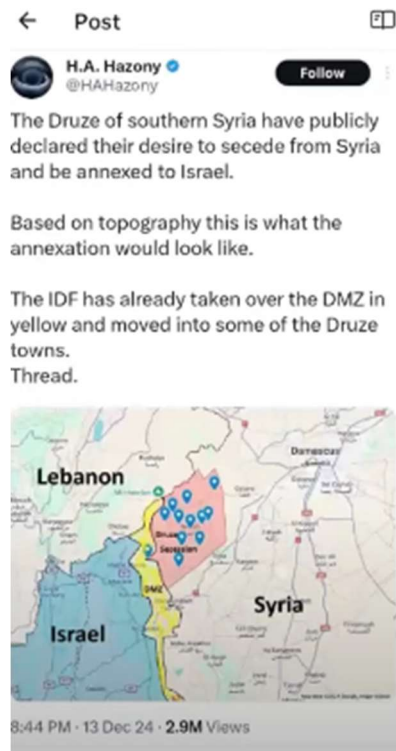 Post
H.A. Hazony
@HAHazony
Follow
The Druze of southern Syria have publicly
declared their desire to secede from Syria
and be annexed to Israel.
Based on topography this is what the
annexation would look like.
The IDF has already taken over the DMZ in
yellow and moved into some of the Druze
towns.
Thread.
Damascus
Lebanon
Druze
Secession
DMZ
Syria
Israel
8:44 PM · 13 Dec 24 · 2.9M Views